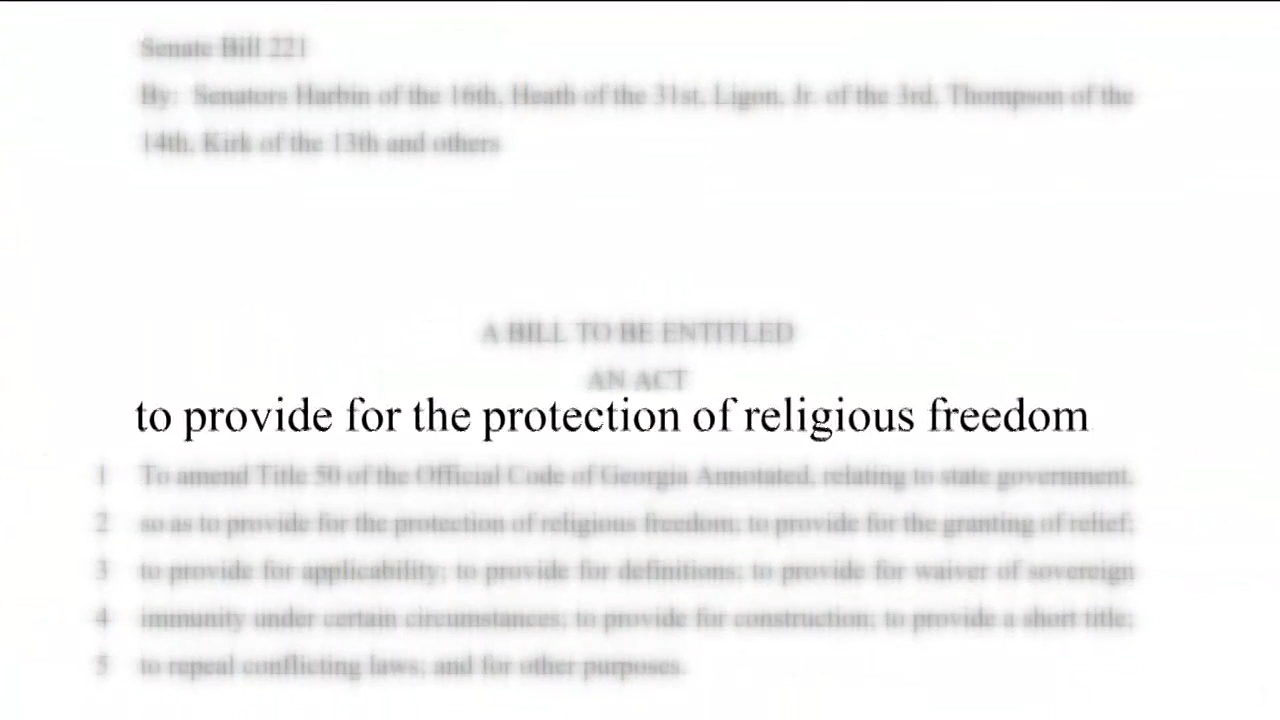 Senate Bill 221
By: Senators Harbin of the 16th, Heath of the 31st, Ligon, Jr. of the 3rd, Thompson of the
14th, Kirk of the 13th and others
A BILL TO BE ENTITLED
AN ACT
to provide for the protection of religious freedom
1 To amend Title 50 of the Official Code of Georgia Annotated, relating to state government,
2 so as to provide for the protection of religious freedom; to provide for the granting of relief;
3 to provide for applicability; to provide for definitions; to provide for waiver of sovereign
4 immunity under certain circumstances; to provide for construction; to provide a short title;
5 to repeal conflicting laws; and for other purposes.